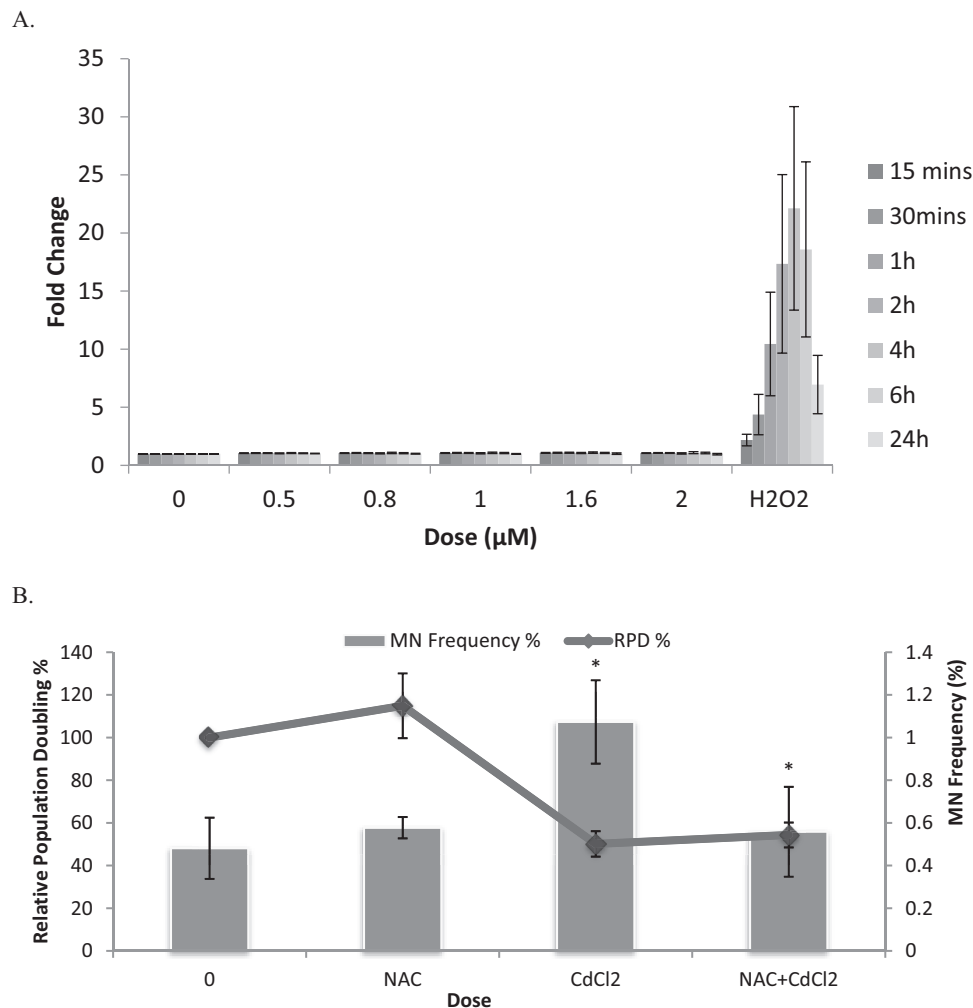 A.
35
30
25
20
15
10
5
0
Fold Change
0 0.5 0.8 1 1.6 2 H2O2
Dose (µM)
15 mins
30mins
1h
2h
4h
6h
24h
B.
MN Frequency % RPD %
140
120
100
80
60
40
20
0
Relative Population Doubling %
* *
1.4
1.2
1
0.8
0.6
0.4
0.2
0
MN Frequency (%)
0 NAC CdCl2 NAC+CdCl2
Dose